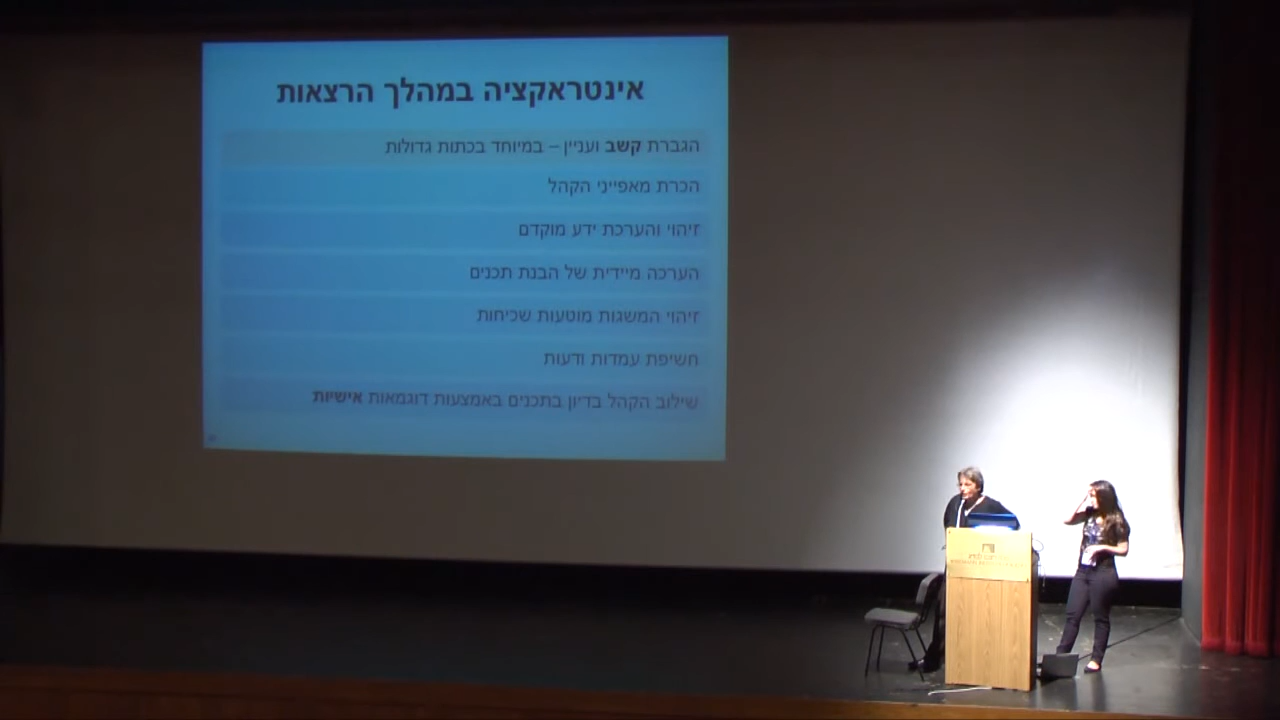 אינטראקציה במהלך הרצאות
הגברת קשב ועניין – במיוחד בכתות גדולות
הכרת מאפייני הקהל
זיהוי והערכת ידע מוקדם
הערכה מיידית של הבנת תכנים
זיהוי המשגות מוטעות שכיחות
חשיפת עמדות ודעות
שילוב הקהל בדיון בתכנים באמצעות דוגמאות אישיות